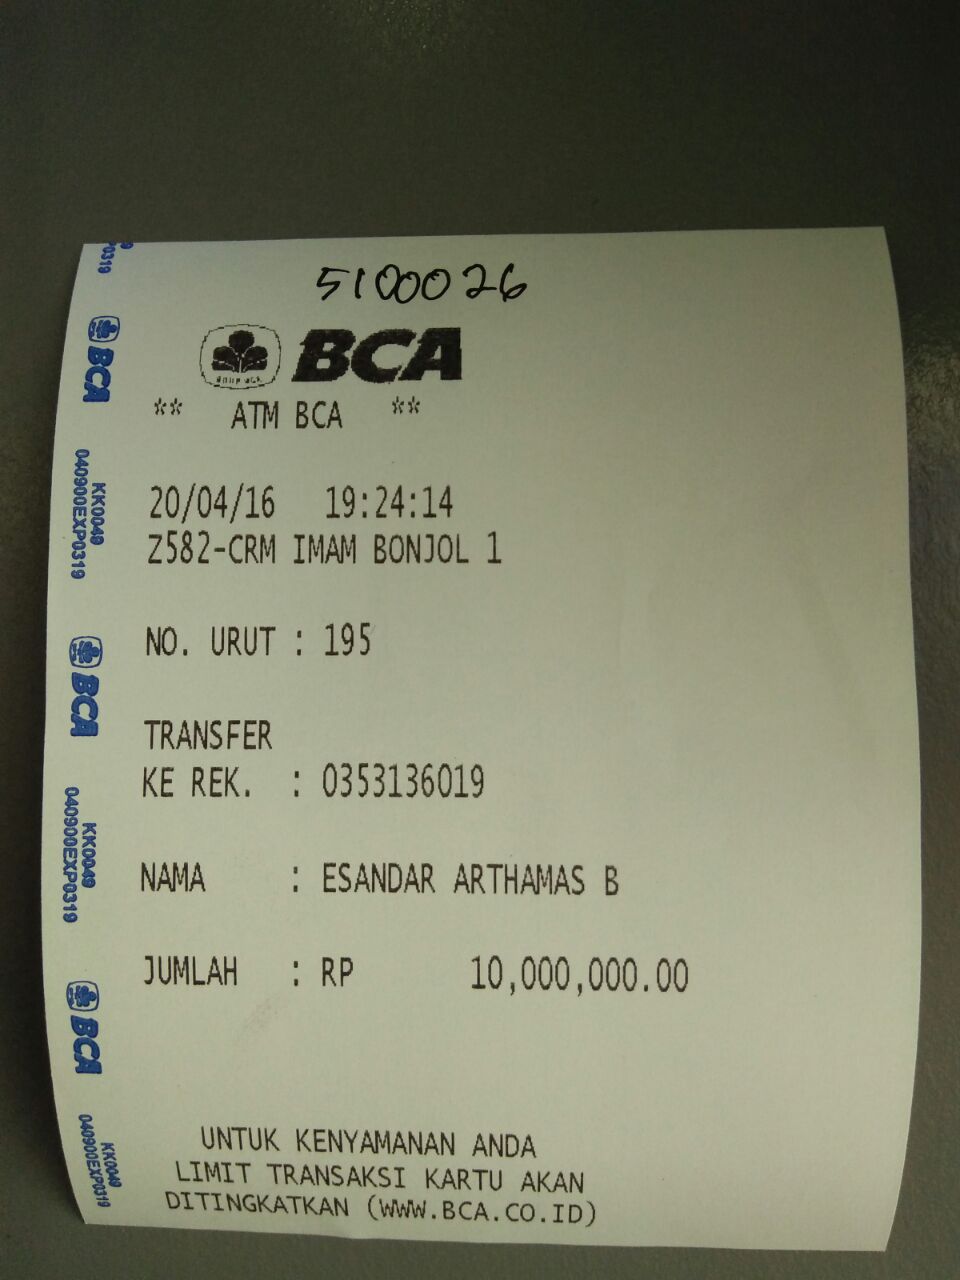 5100026
BCA
** ATM BCA **
20/04/16 19:24:14
Z582-CRM IMAM BONJOL 1
NO. URUT : 195
TRANSFER
KE REK. : 0353136019
NAMA : ESANDAR ARTHAMAS B
JUMLAH : RP 10,000,000.00
UNTUK KENYAMANAN ANDA
LIMIT TRANSAKSI KARTU AKAN
DITINGKATKAN (WWW.BCA.CO.ID)
P0319
BCA
KK0049
040900EXP0319
BCA
KK0049
040900EXP0319
BCA
KK0049
040900EXP0319